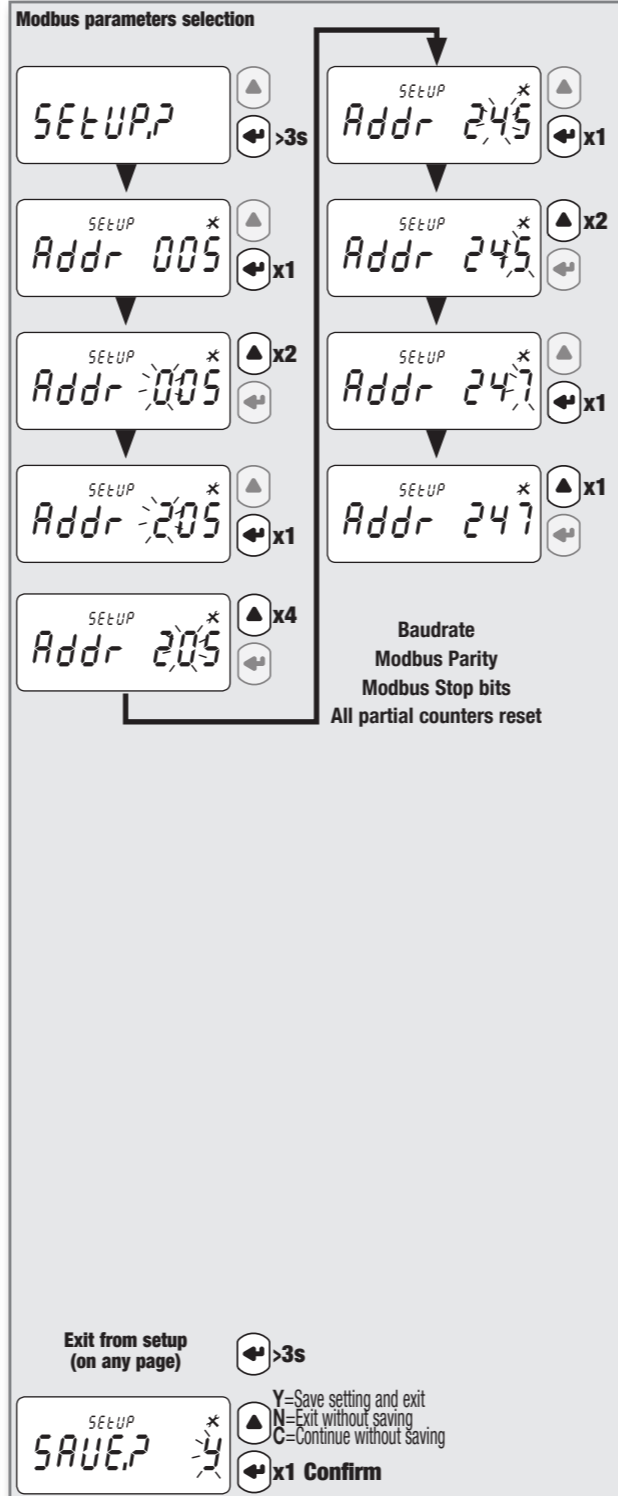 Modbus parameters selection
SEtUP,?
>3s
SEtUP
Addr 005
x1
SEtUP
Addr 005
x2
SEtUP
Addr 205
x1
SEtUP
Addr 205
x4
SEtUP
Addr 245
x1
SEtUP
Addr 245
x2
SEtUP
Addr 247
x1
SEtUP
Addr 247
x1
Baudrate
Modbus Parity
Modbus Stop bits
All partial counters reset
Exit from setup
(on any page)
>3s
SEtUP
SAVE,? y
Y=Save setting and exit
N=Exit without saving
C=Continue without saving
x1 Confirm